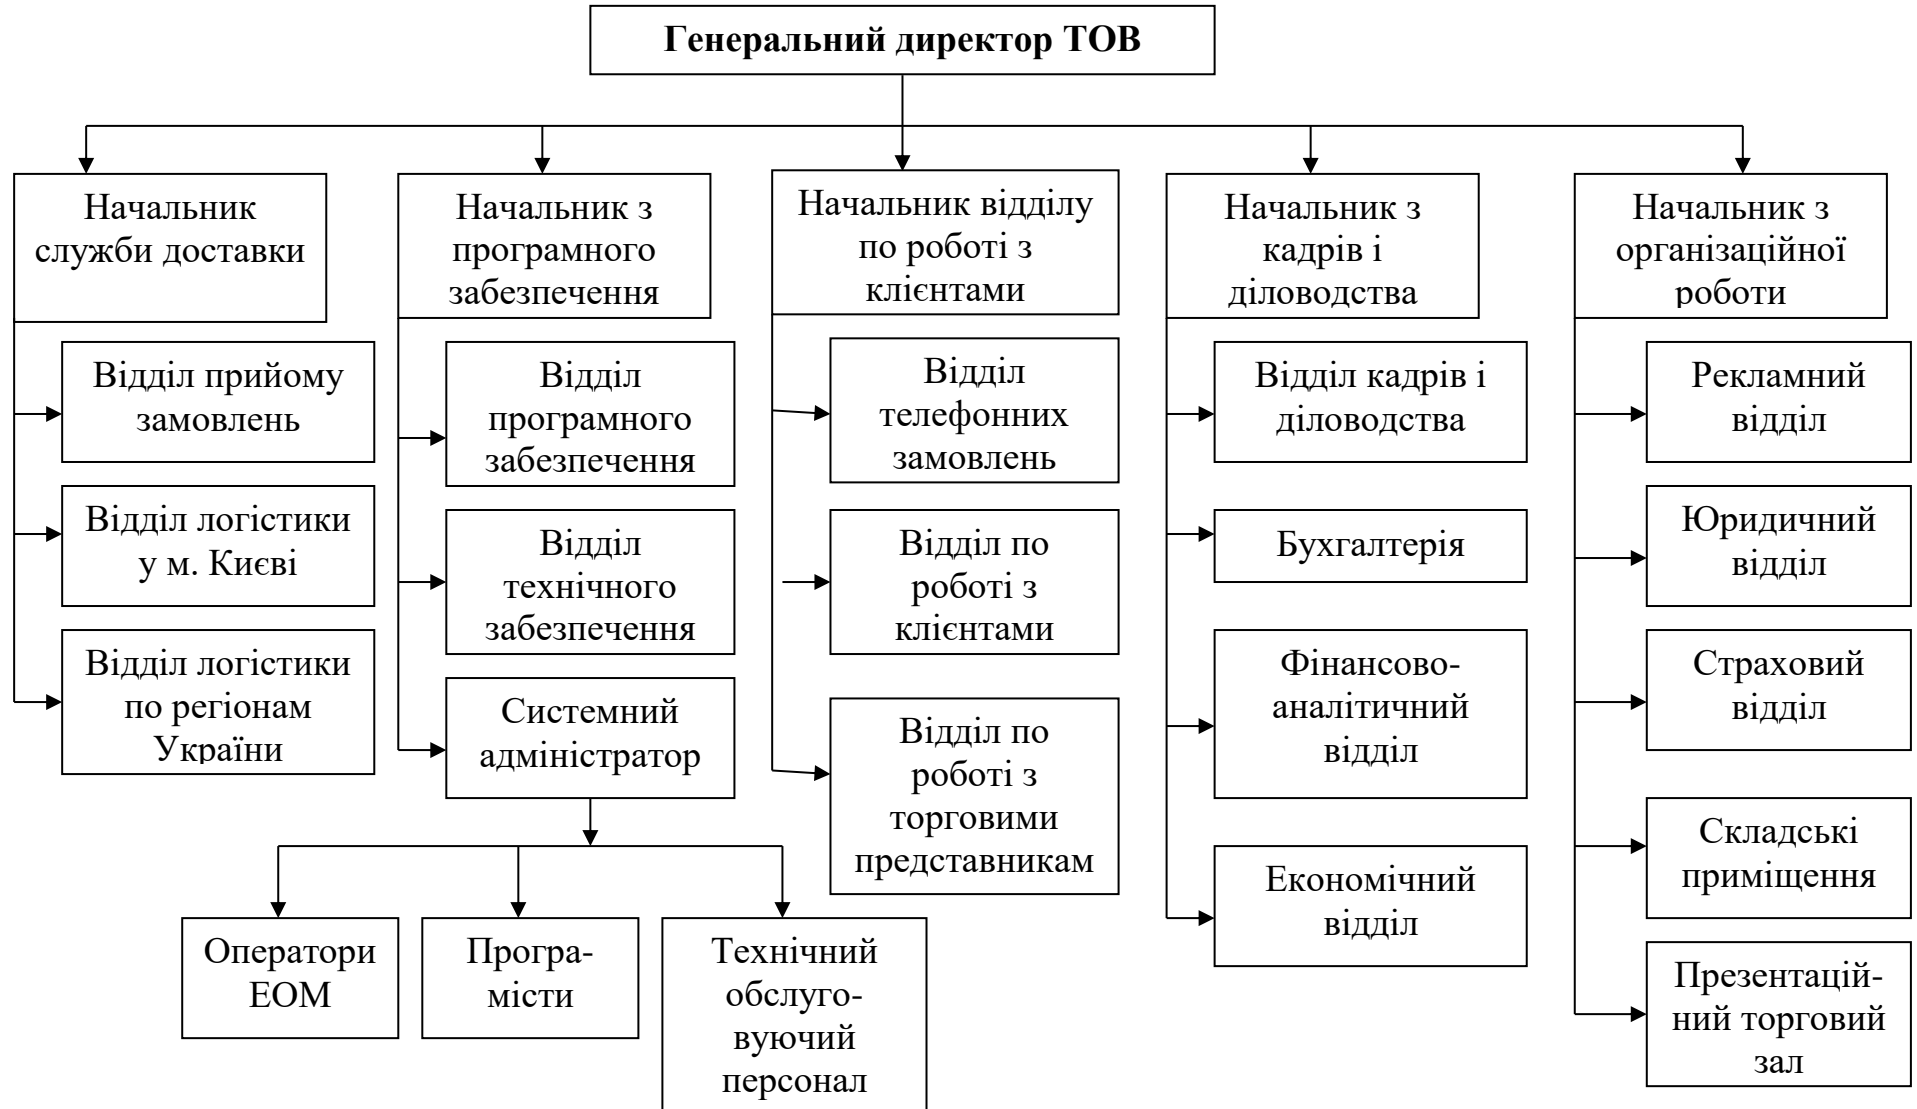 Генеральний директор ТОВ
Начальник
служби доставки
Начальник з
програмного
забезпечення
Начальник відділу
по роботі з
клієнтами
Начальник з
кадрів і
діловодства
Начальник з
організаційної
роботи
Відділ прийому
замовлень
Відділ логістики
у м. Києві
Відділ логістики
по регіонам
України
Відділ
програмного
забезпечення
Відділ
технічного
забезпечення
Системний
адміністратор
Оператори
ЕОМ
Програ-
місти
Технічний
обслуго-
вуючий
персонал
Відділ
телефонних
замовлень
Відділ по
роботі з
клієнтами
Відділ по
роботі з
торговими
представникам
Відділ кадрів і
діловодства
Бухгалтерія
Фінансово-
аналітичний
відділ
Економічний
відділ
Рекламний
відділ
Юридичний
відділ
Страховий
відділ
Складські
приміщення
Презентацій-
ний торговий
зал